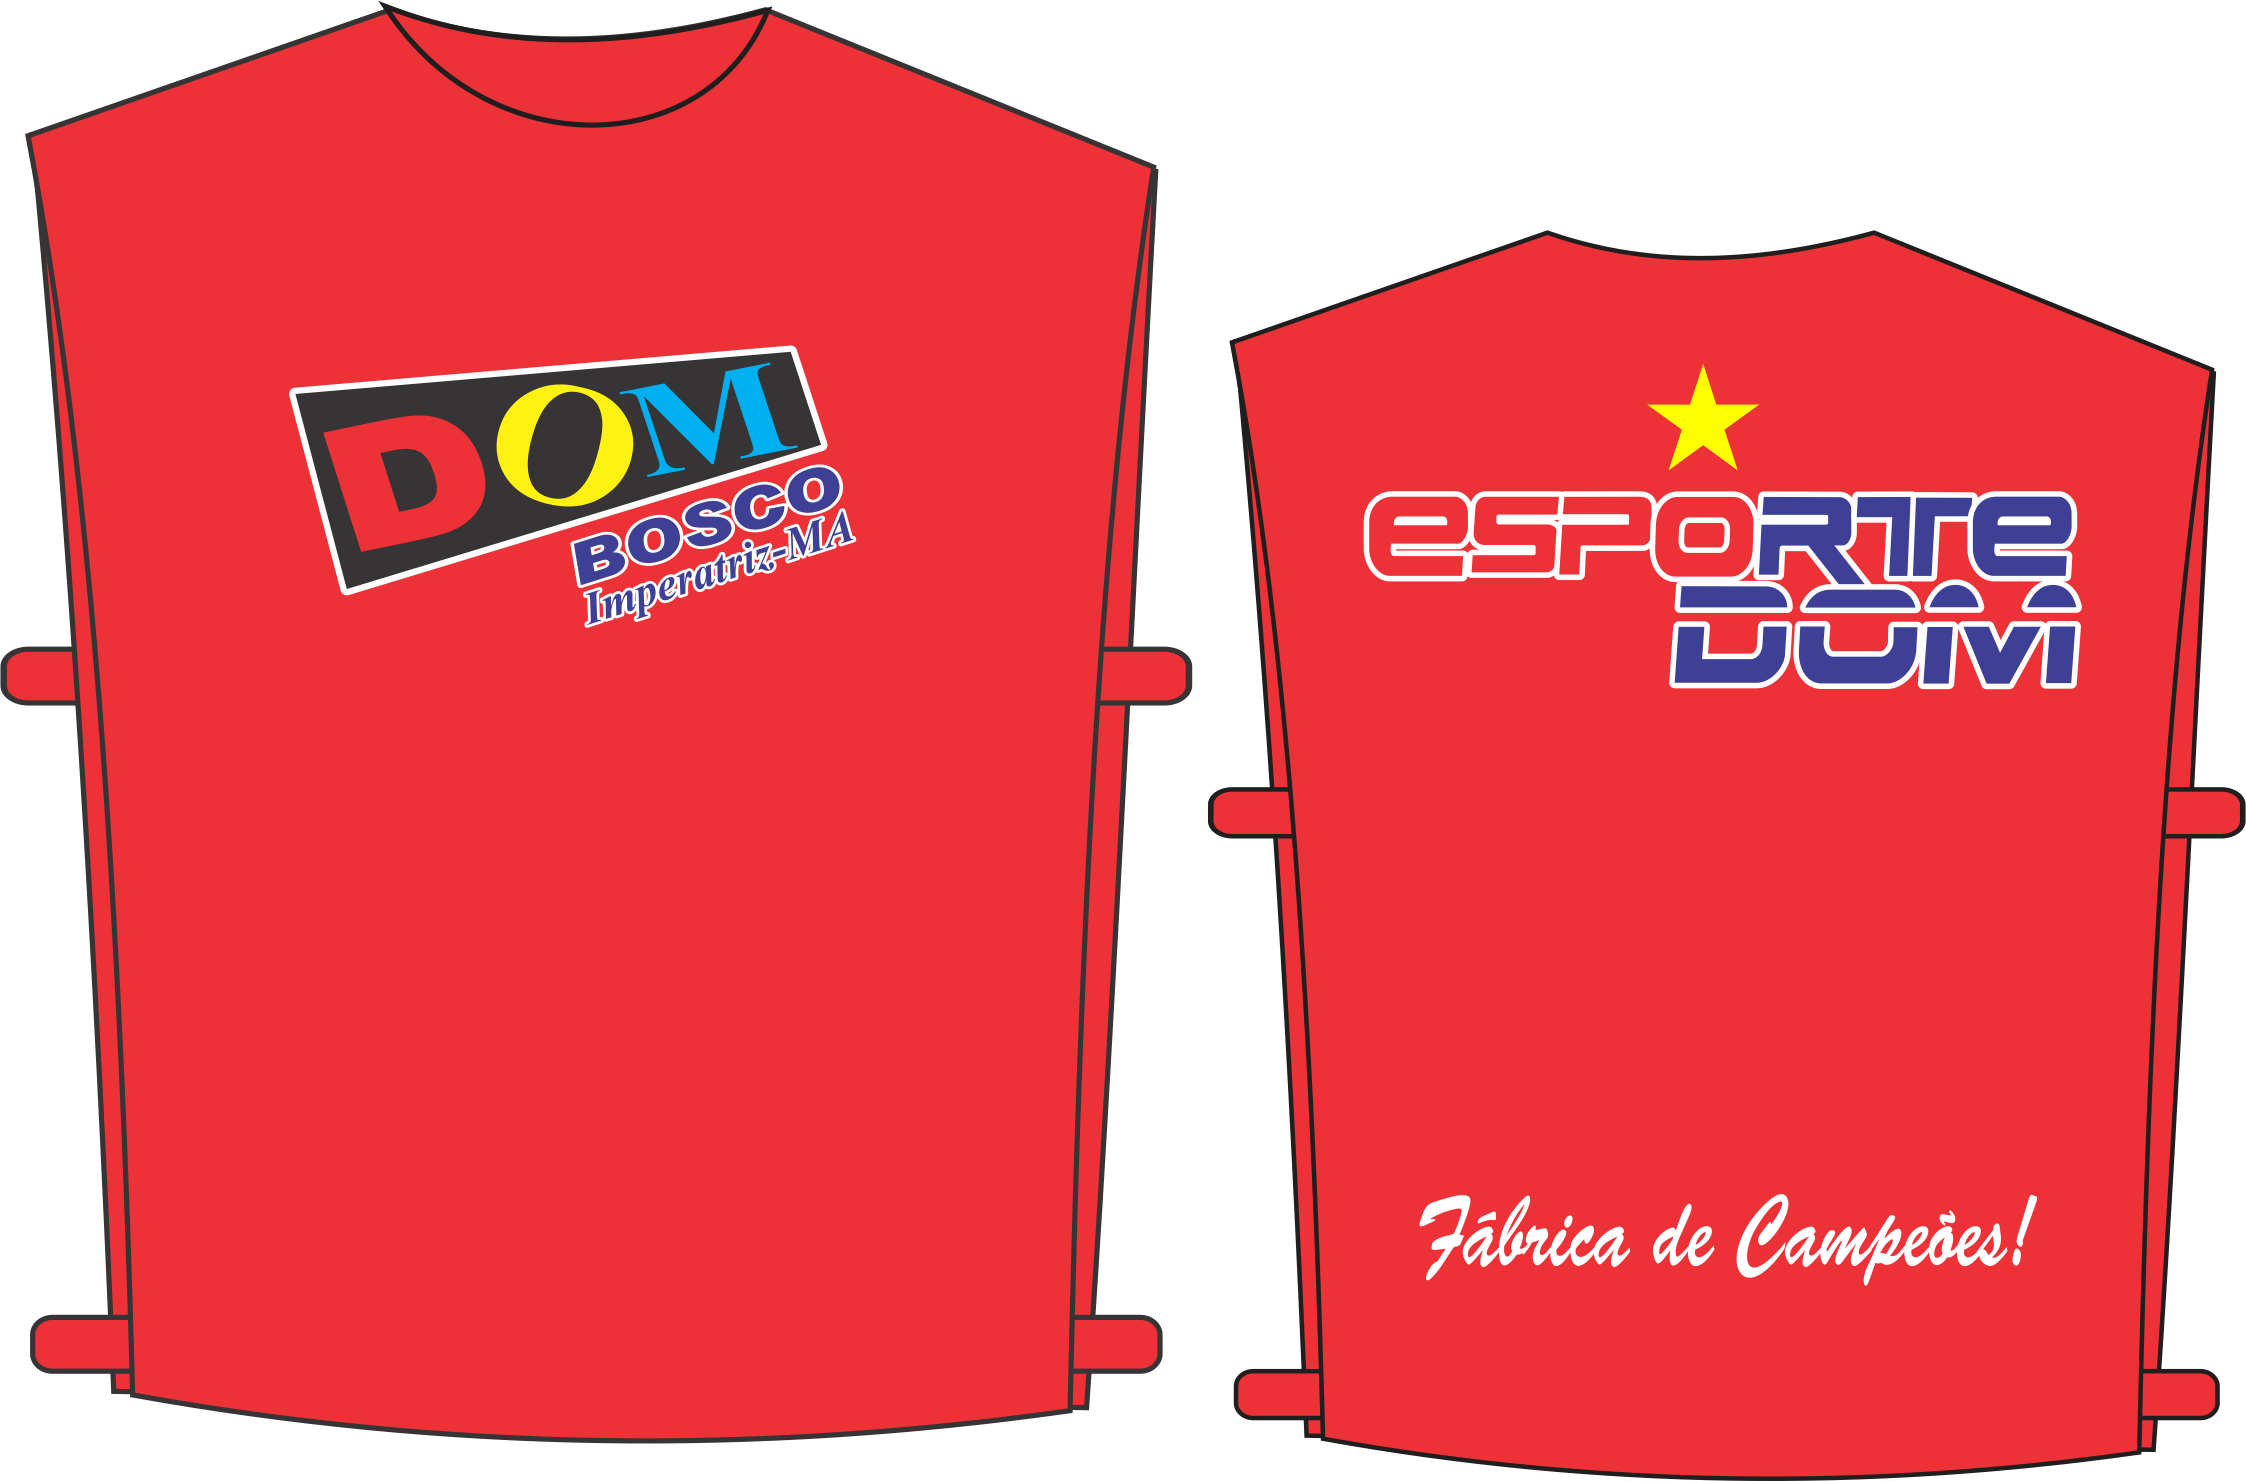 DOM
BOSCO
Imperatriz-MA
esporte
DOM
Fábrica de Campeões!